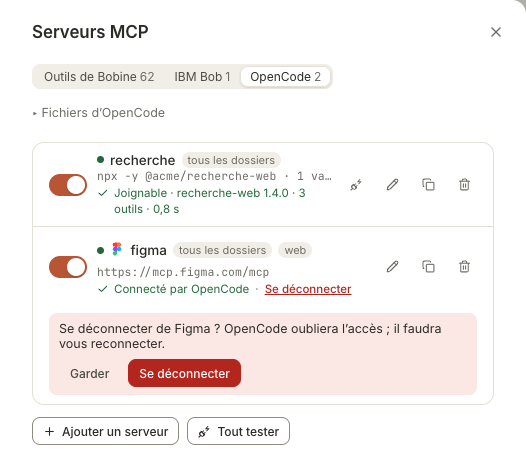 Serveurs MCP
Outils de Bobine 62 IBM Bob 1 OpenCode 2
Fichiers d’OpenCode
recherche tous les dossiers
npx -y @acme/recherche-web · 1 va…
Joignable · recherche-web 1.4.0 · 3
outils · 0,8 s
figma tous les dossiers web
https://mcp.figma.com/mcp
Connecté par OpenCode · Se déconnecter
Se déconnecter de Figma ? OpenCode oubliera l’accès ; il faudra
vous reconnecter.
Garder Se déconnecter
Ajouter un serveur Tout tester